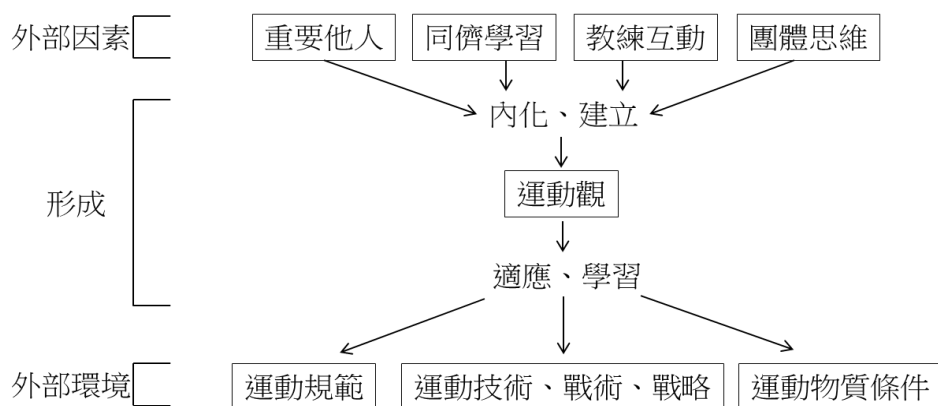 外部因素
重要他人
同儕學習
教練互動
團體思維
內化、建立
形成
運動觀
適應、學習
外部環境
運動規範
運動技術、戰術、戰略
運動物質條件